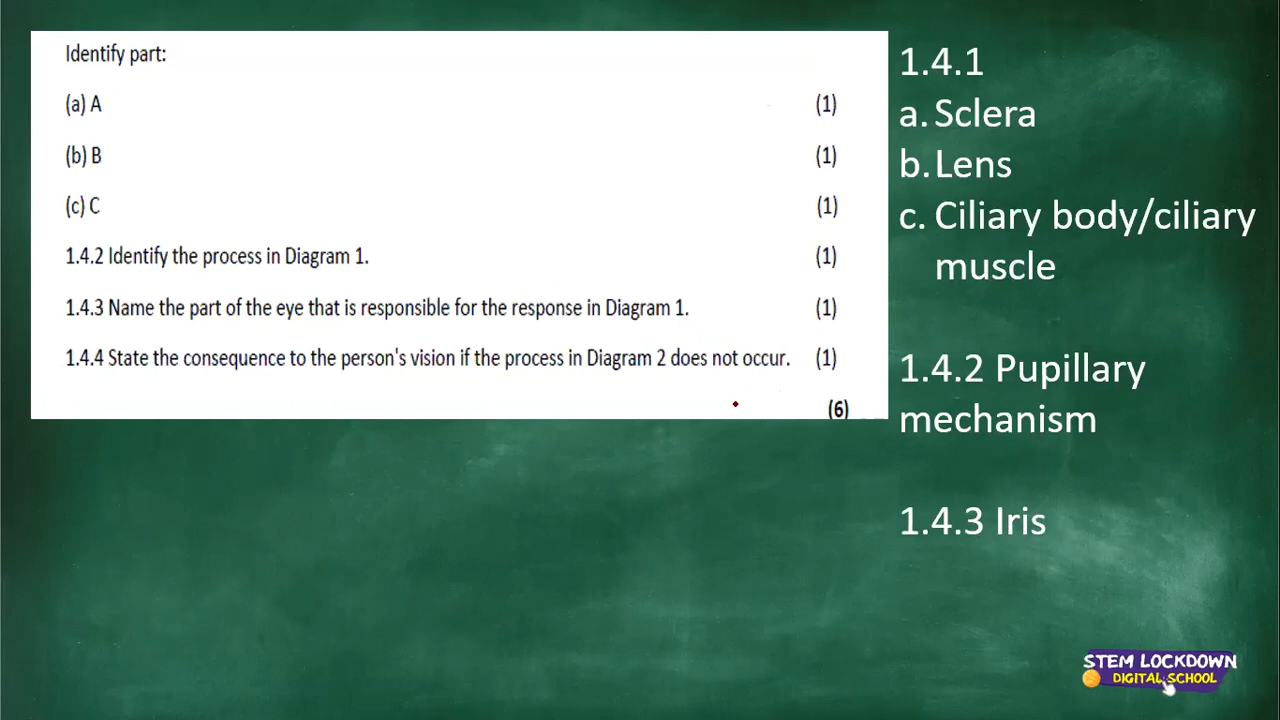 Identify part:
(a) A (1)
(b) B (1)
(c) C (1)
1.4.2 Identify the process in Diagram 1. (1)
1.4.3 Name the part of the eye that is responsible for the response in Diagram 1. (1)
1.4.4 State the consequence to the person's vision if the process in Diagram 2 does not occur. (1)
(6)
1.4.1
a. Sclera
b. Lens
c. Ciliary body/ciliary
muscle
1.4.2 Pupillary
mechanism
1.4.3 Iris
STEM LOCKDOWN
DIGITAL SCHOOL